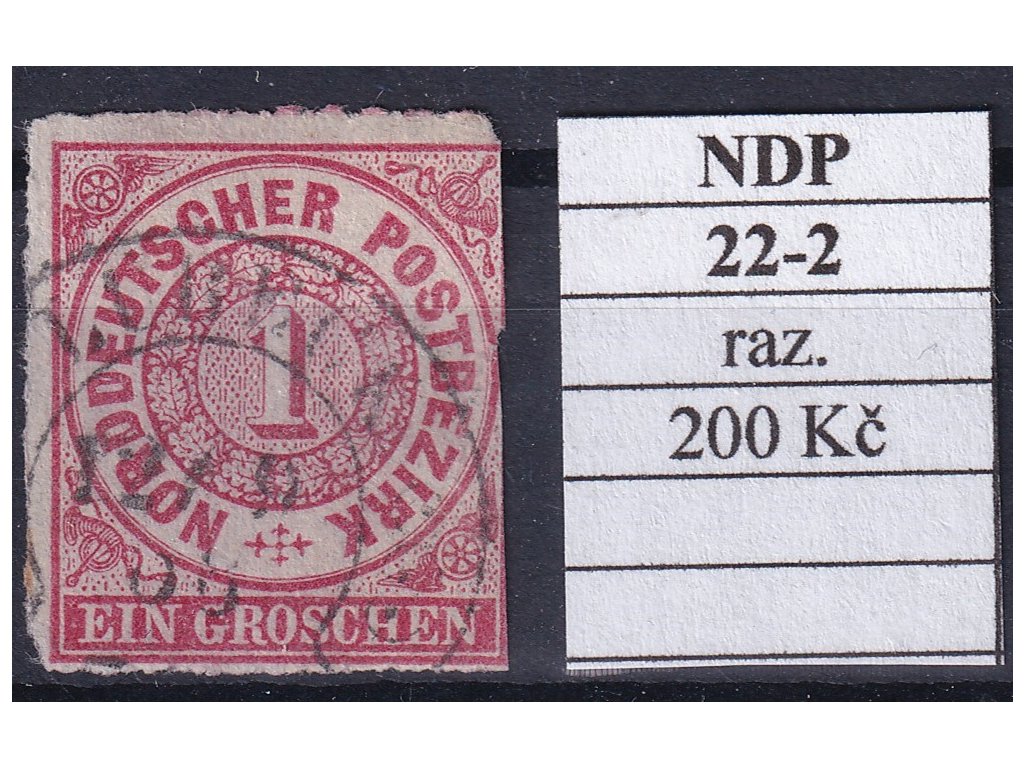 NORDDEUTSCHER POSTBEZIRK
1
EIN GROSCHEN
NDP
22-2
raz.
200 Kč